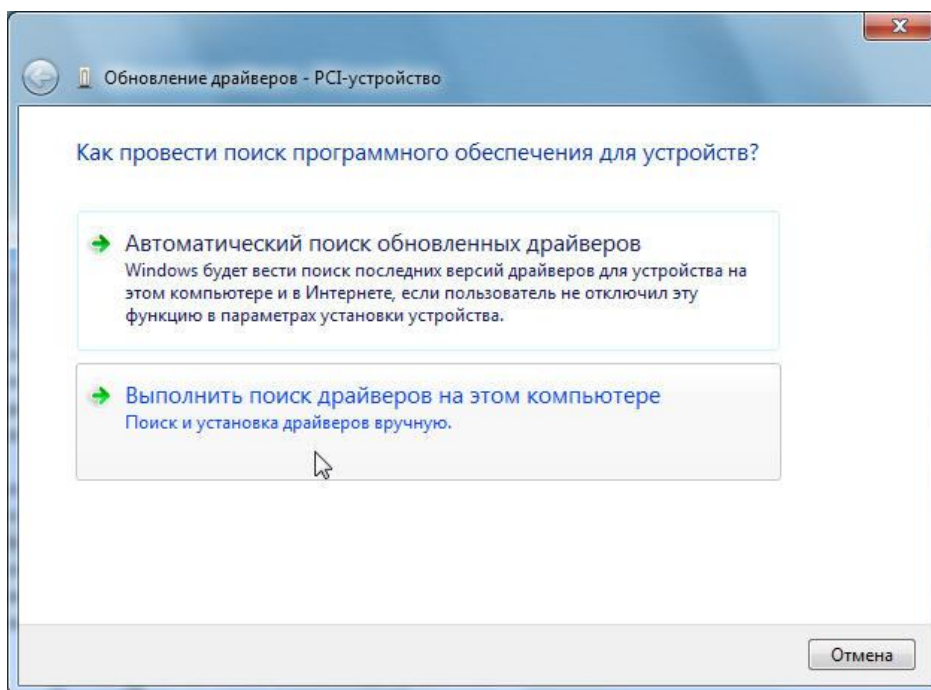 Обновление драйверов - PCI-устройство
Как провести поиск программного обеспечения для устройств?
Автоматический поиск обновленных драйверов
Windows будет вести поиск последних версий драйверов для устройства на
этом компьютере и в Интернете, если пользователь не отключил эту
функцию в параметрах установки устройства.
Выполнить поиск драйверов на этом компьютере
Поиск и установка драйверов вручную.
Отмена